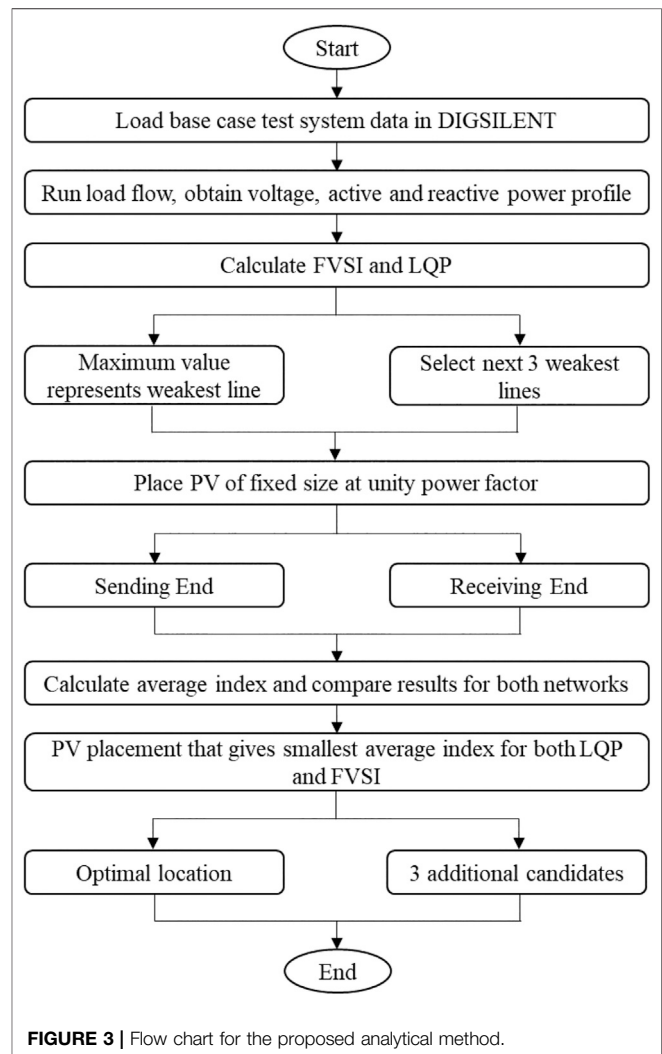 Start
Load base case test system data in DIGSILENT
Run load flow, obtain voltage, active and reactive power profile
Calculate FVSI and LQP
Maximum value
represents weakest line
Select next 3 weakest
lines
Place PV of fixed size at unity power factor
Sending End
Receiving End
Calculate average index and compare results for both networks
PV placement that gives smallest average index for both LQP
and FVSI
Optimal location
3 additional candidates
End
FIGURE 3 | Flow chart for the proposed analytical method.